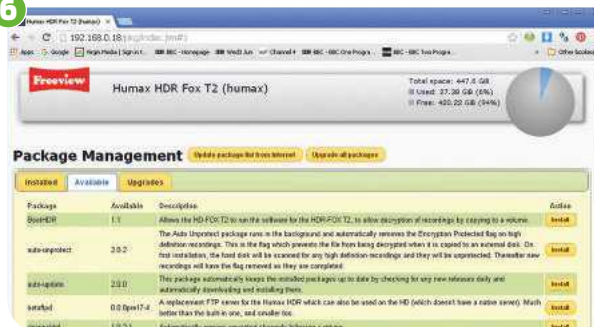 6
Humax HDR Fox T2 (humax)
192.168.0.18
Apps Google
Freeview
Humax HDR Fox T2 (humax)
Total space: 447.6 GiB
Used: 27.38 GiB (6%)
Free: 420.22 GiB (94%)
Package Management Update package list from Internet Upgrade all packages
Installed Available Upgrades
Package Available Description Action
BootHDR 1.1 Allows the HD-FOX T2 to run the software for the HDR-FOX T2, to allow decryption of recordings by copying to a volume. Install
The Auto Unprotect package runs in the background and automatically removes the Encryption Protected flag on high
definition recordings. This is the flag which prevents the file from being decrypted when it is copied to an external disk. On
auto-unprotect 2.0.2 Install
first installation, the hard disk will be scanned for any high definition recordings and they will be unprotected. Thereafter new
recordings will have the flag removed as they are completed.
auto-update 2.0.0 This package automatically keeps the installed packages up to date by checking for any new releases daily and
automatically downloading and installing them. Install
betaftpd A replacement FTP server for the Humax HDR which can also be used on the HD (which doesn't have a native server). Much
better than the built-in one, and smaller too. Install